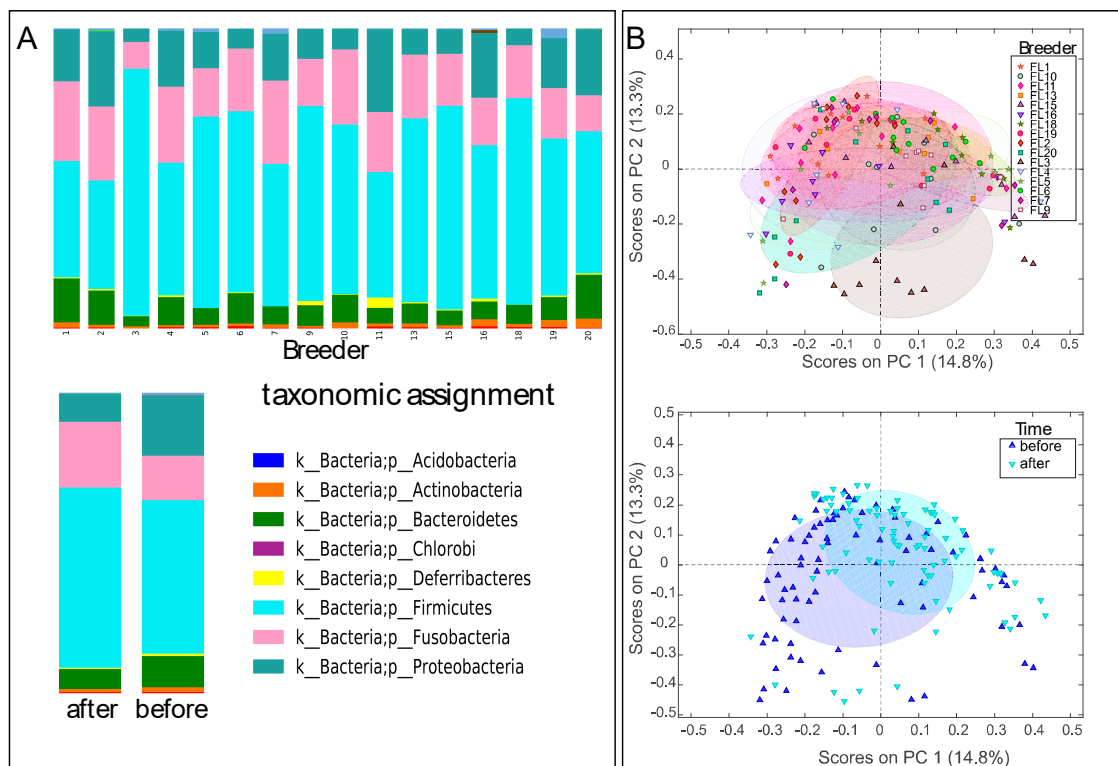 A
1 2 3 4 5 6 7 9 10 11 13 15 16 18 19 20
Breeder
taxonomic assignment
k__Bacteria;p__Acidobacteria
k__Bacteria;p__Actinobacteria
k__Bacteria;p__Bacteroidetes
k__Bacteria;p__Chlorobi
k__Bacteria;p__Deferribacteres
k__Bacteria;p__Firmicutes
k__Bacteria;p__Fusobacteria
k__Bacteria;p__Proteobacteria
after before
B
Scores on PC 2 (13.3%)
0.4
0.2
0
-0.2
-0.4
-0.6
Breeder
FL1
FL10
FL11
FL13
FL15
FL16
FL18
FL19
FL2
FL20
FL3
FL4
FL5
FL6
FL7
FL9
-0.5 -0.4 -0.3 -0.2 -0.1 0 0.1 0.2 0.3 0.4 0.5
Scores on PC 1 (14.8%)
Scores on PC 2 (13.3%)
0.5
0.4
0.3
0.2
0.1
0
-0.1
-0.2
-0.3
-0.4
-0.5
Time
before
after
-0.5 -0.4 -0.3 -0.2 -0.1 0 0.1 0.2 0.3 0.4 0.5
Scores on PC 1 (14.8%)